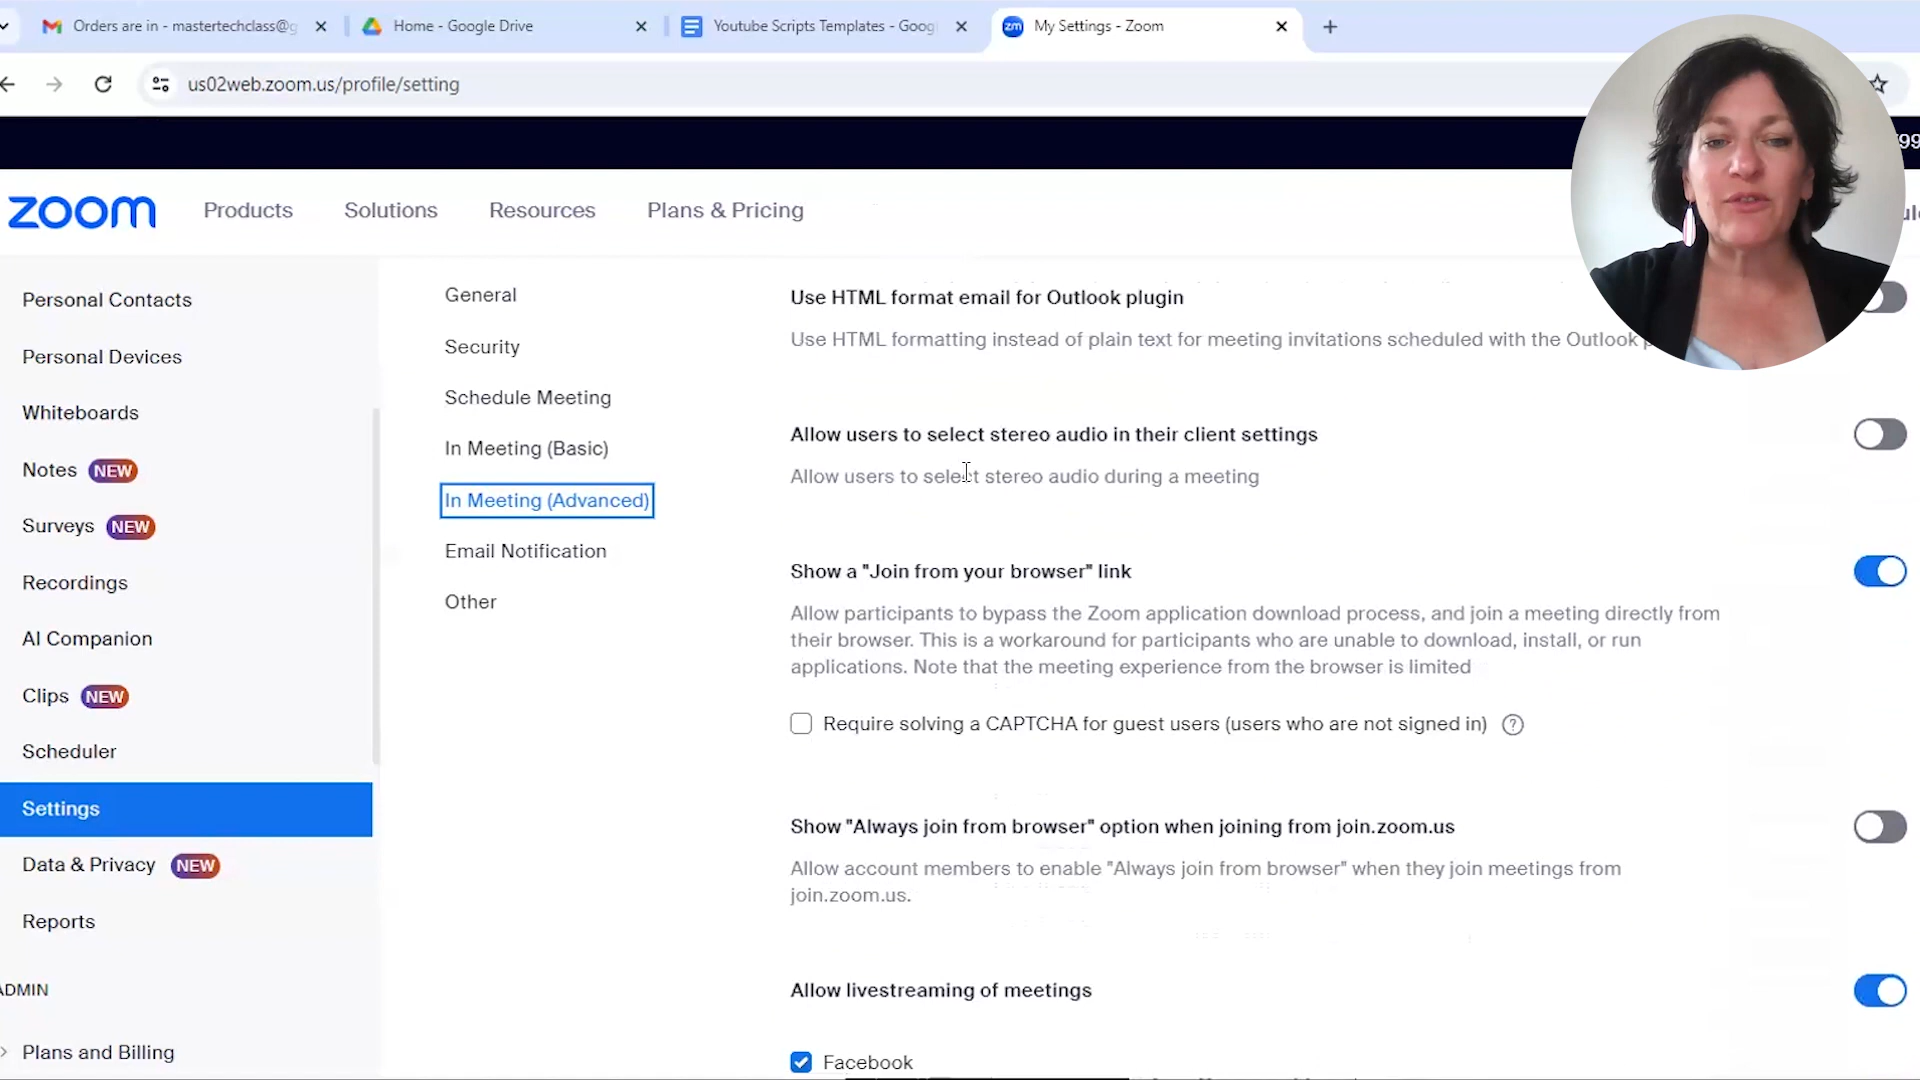 Orders are in - mastertechclass@g
Home - Google Drive
Youtube Scripts Templates - Goog
zm
My Settings - Zoom
us02web.zoom.us/profile/setting
99
zoom
Products
Solutions
Resources
Plans & Pricing
Personal Contacts
Personal Devices
Whiteboards
Notes NEW
Surveys NEW
Recordings
AI Companion
Clips NEW
Scheduler
Settings
Data & Privacy NEW
Reports
ADMIN
Plans and Billing
General
Security
Schedule Meeting
In Meeting (Basic)
In Meeting (Advanced)
Email Notification
Other
Use HTML format email for Outlook plugin
Use HTML formatting instead of plain text for meeting invitations scheduled with the Outlook p
Allow users to select stereo audio in their client settings
Allow users to select stereo audio during a meeting
Show a "Join from your browser" link
Allow participants to bypass the Zoom application download process, and join a meeting directly from
their browser. This is a workaround for participants who are unable to download, install, or run
applications. Note that the meeting experience from the browser is limited
Require solving a CAPTCHA for guest users (users who are not signed in) ?
Show "Always join from browser" option when joining from join.zoom.us
Allow account members to enable "Always join from browser" when they join meetings from
join.zoom.us.
Allow livestreaming of meetings
Facebook